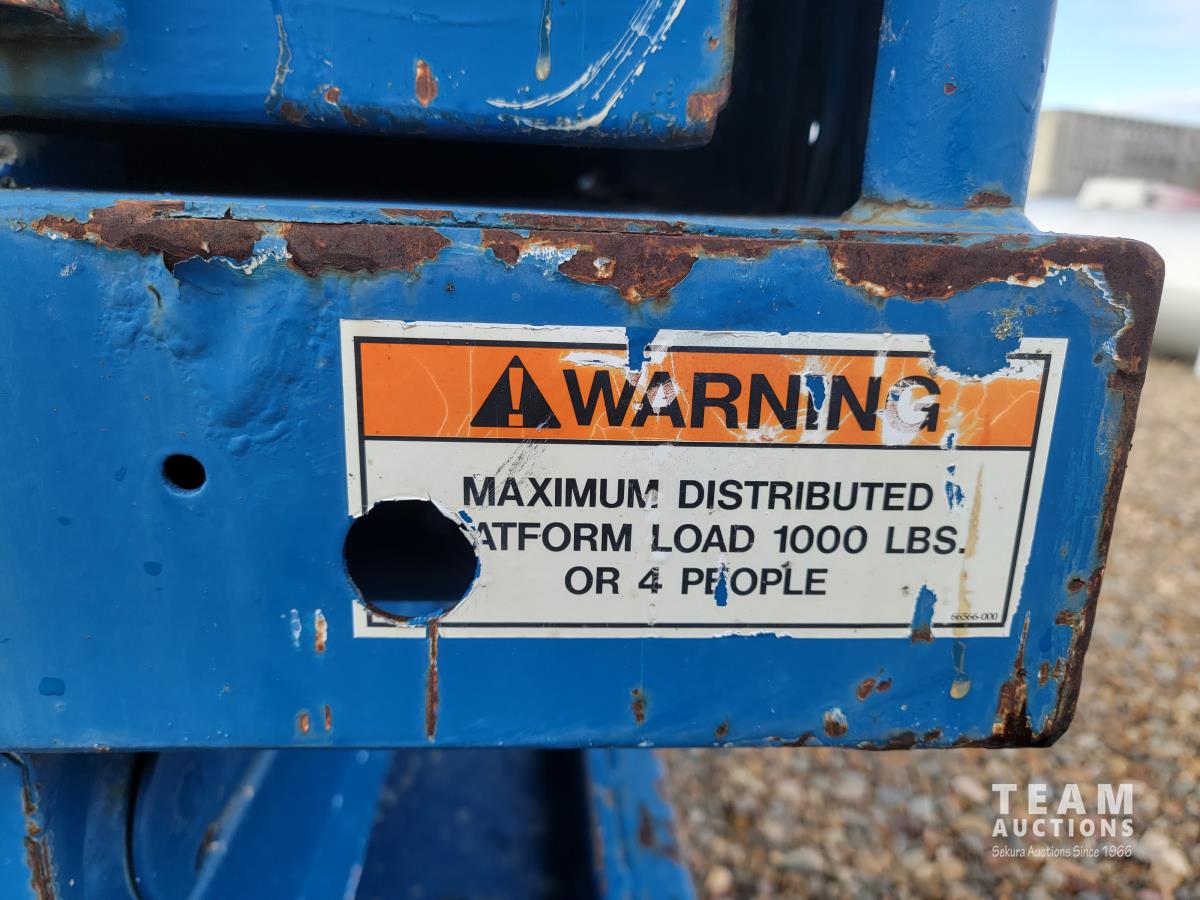 WARNING
MAXIMUM DISTRIBUTED
ATFORM LOAD 1000 LBS.
OR 4 PEOPLE
66566-000
TEAM
AUCTIONS
Sekura Auctions Since 1966